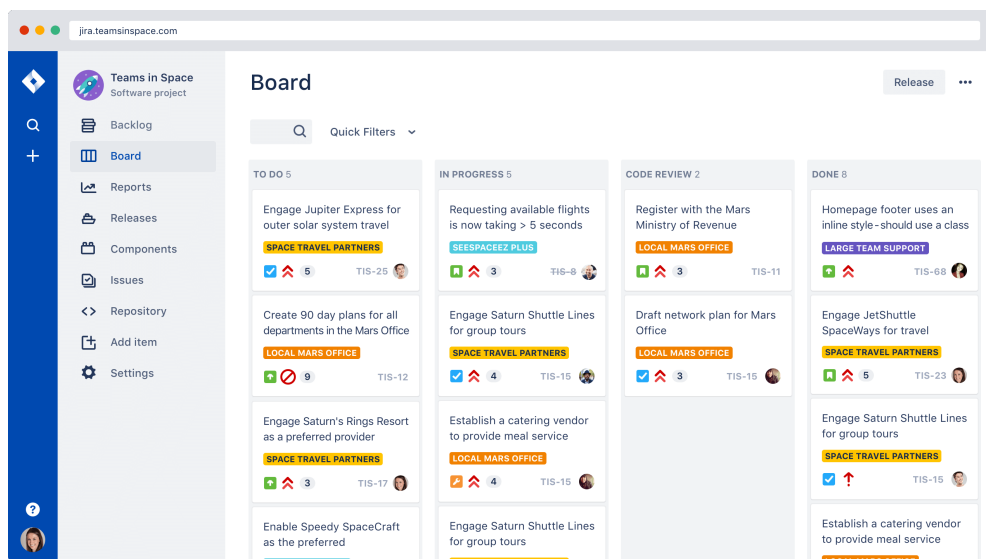 jira.teamsinspace.com
Teams in Space
Software project
Backlog
Board
Reports
Releases
Components
Issues
Repository
Add item
Settings
?
Board
Release
Quick Filters
TO DO 5
Engage Jupiter Express for
outer solar system travel
SPACE TRAVEL PARTNERS
5
TIS-25
Create 90 day plans for all
departments in the Mars Office
LOCAL MARS OFFICE
9
TIS-12
Engage Saturn's Rings Resort
as a preferred provider
SPACE TRAVEL PARTNERS
3
TIS-17
Enable Speedy SpaceCraft
as the preferred
IN PROGRESS 5
Requesting available flights
is now taking > 5 seconds
SEESPACEEZ PLUS
3
TIS-8
Engage Saturn Shuttle Lines
for group tours
SPACE TRAVEL PARTNERS
4
TIS-15
Establish a catering vendor
to provide meal service
LOCAL MARS OFFICE
4
TIS-15
Engage Saturn Shuttle Lines
for group tours
CODE REVIEW 2
Register with the Mars
Ministry of Revenue
LOCAL MARS OFFICE
3
TIS-11
Draft network plan for Mars
Office
LOCAL MARS OFFICE
3
TIS-15
DONE 8
Homepage footer uses an
inline style-should use a class
LARGE TEAM SUPPORT
TIS-68
Engage JetShuttle
SpaceWays for travel
SPACE TRAVEL PARTNERS
5
TIS-23
Engage Saturn Shuttle Lines
for group tours
SPACE TRAVEL PARTNERS
TIS-15
Establish a catering vendor
to provide meal service